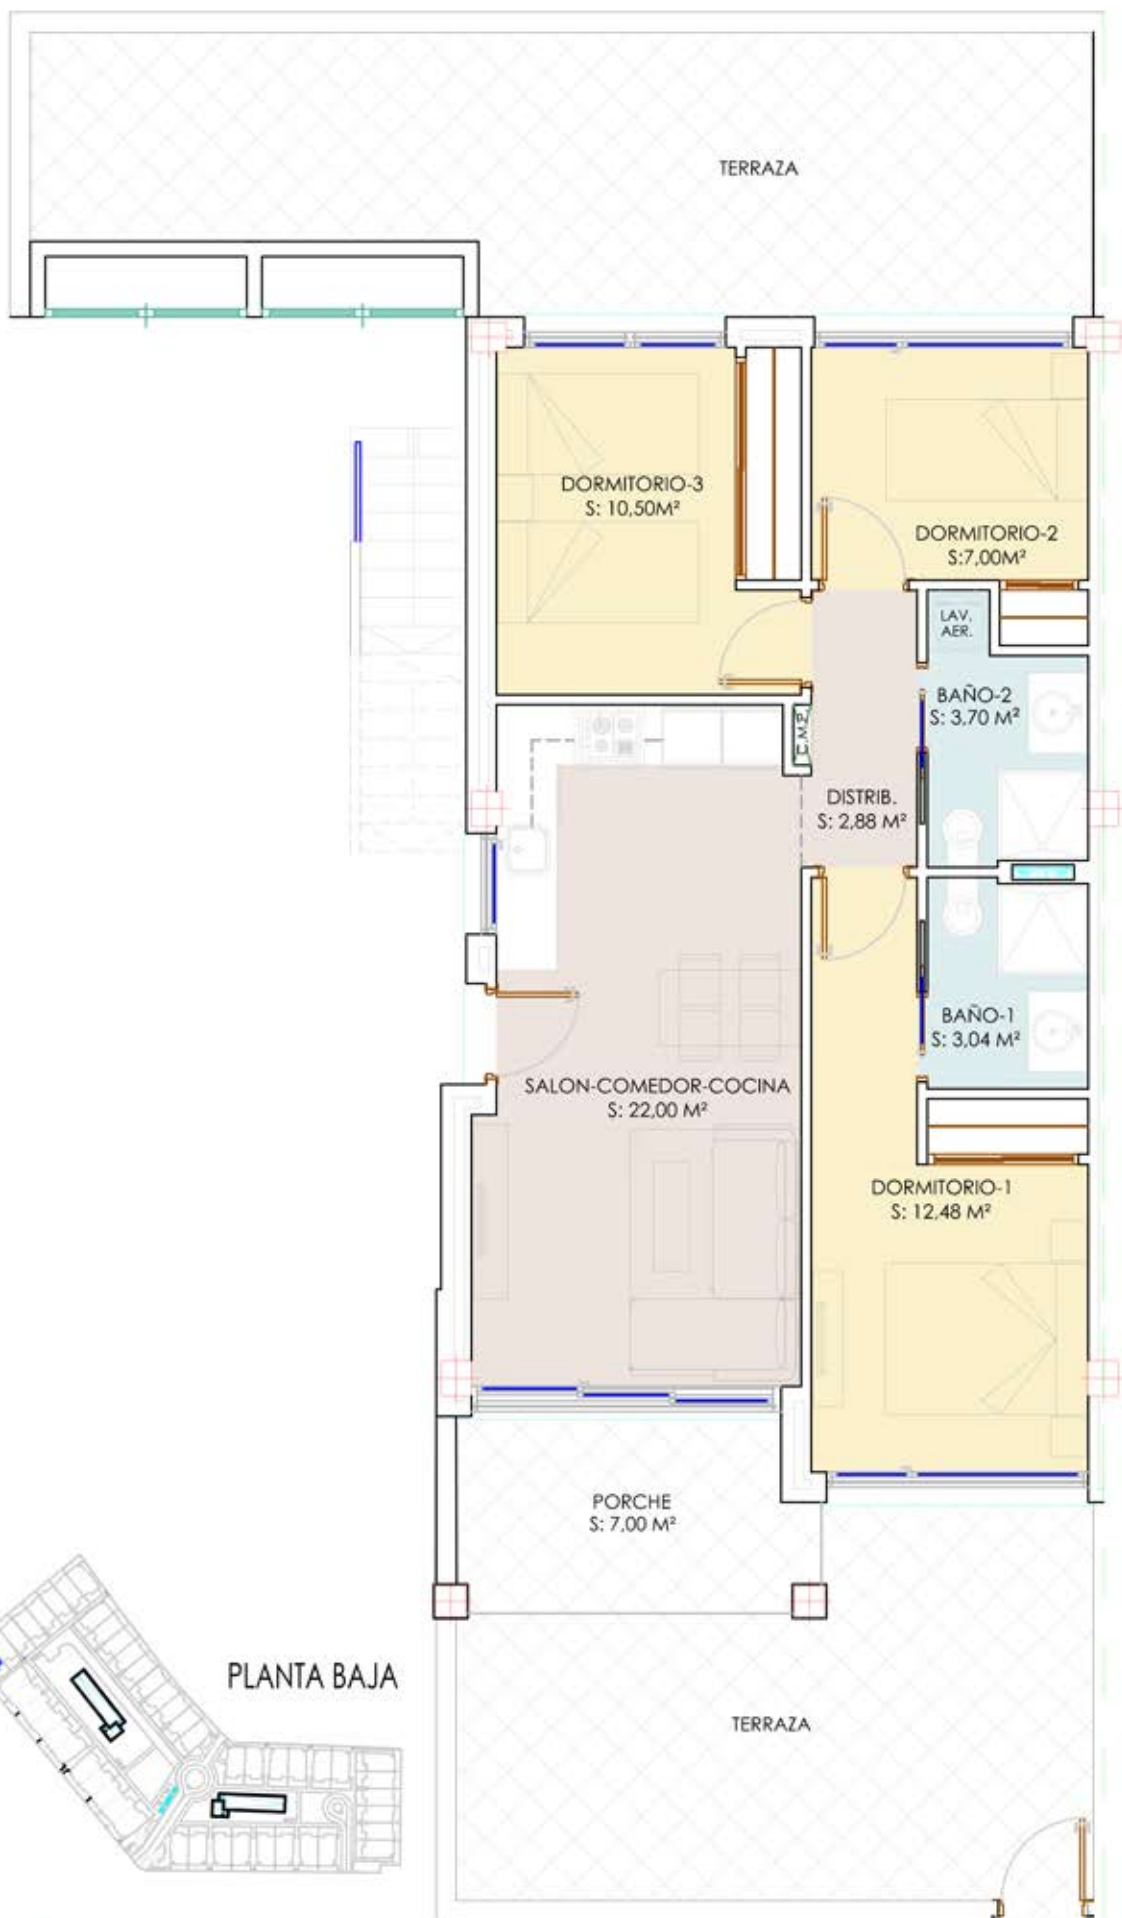 TERRAZA
DORMITORIO-3
S: 10,50M²
DORMITORIO-2
S:7,00M²
LAV.
AER.
BAÑO-2
S: 3,70 M²
C.M.P.
DISTRIB.
S: 2,88 M²
BAÑO-1
S: 3,04 M²
SALON-COMEDOR-COCINA
S: 22,00 M²
DORMITORIO-1
S: 12,48 M²
PORCHE
S: 7,00 M²
PLANTA BAJA
TERRAZA